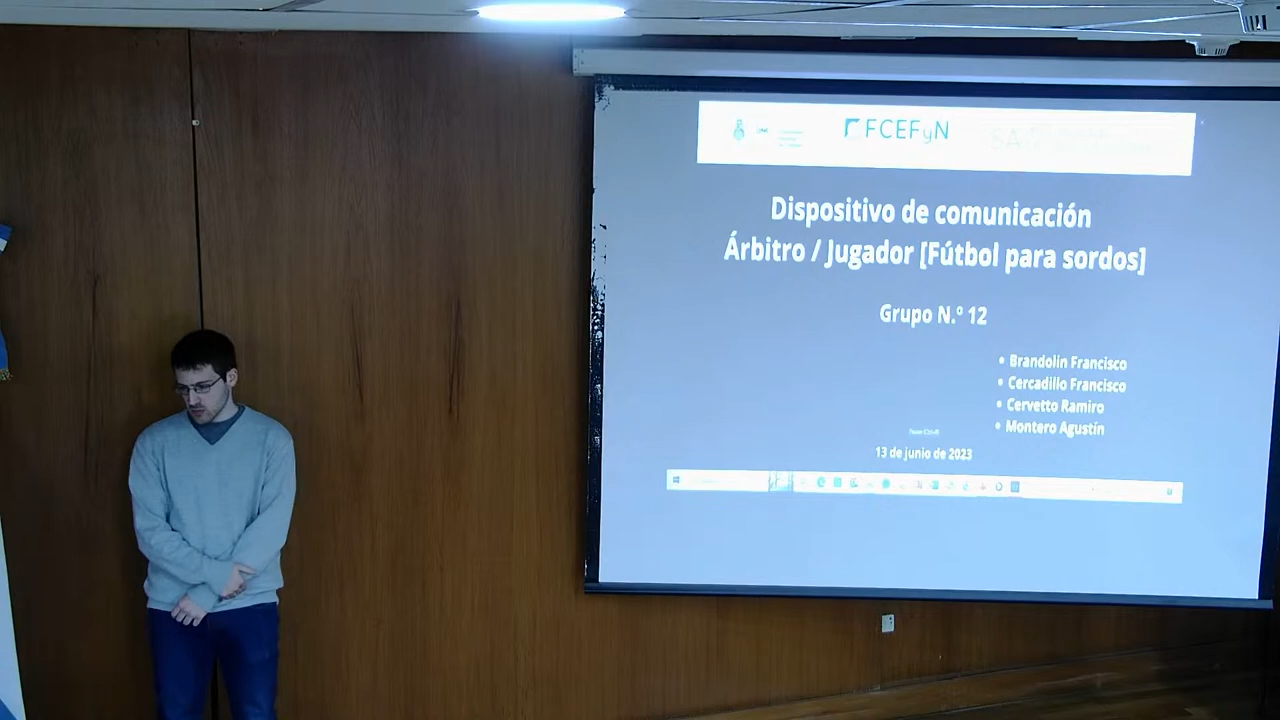 UNC
FCEFyN
Dispositivo de comunicación
Árbitro / Jugador [Fútbol para sordos]
Grupo N.º 12
• Brandolin Francisco
• Cercadillo Francisco
• Cervetto Ramiro
• Montero Agustín
13 de junio de 2023